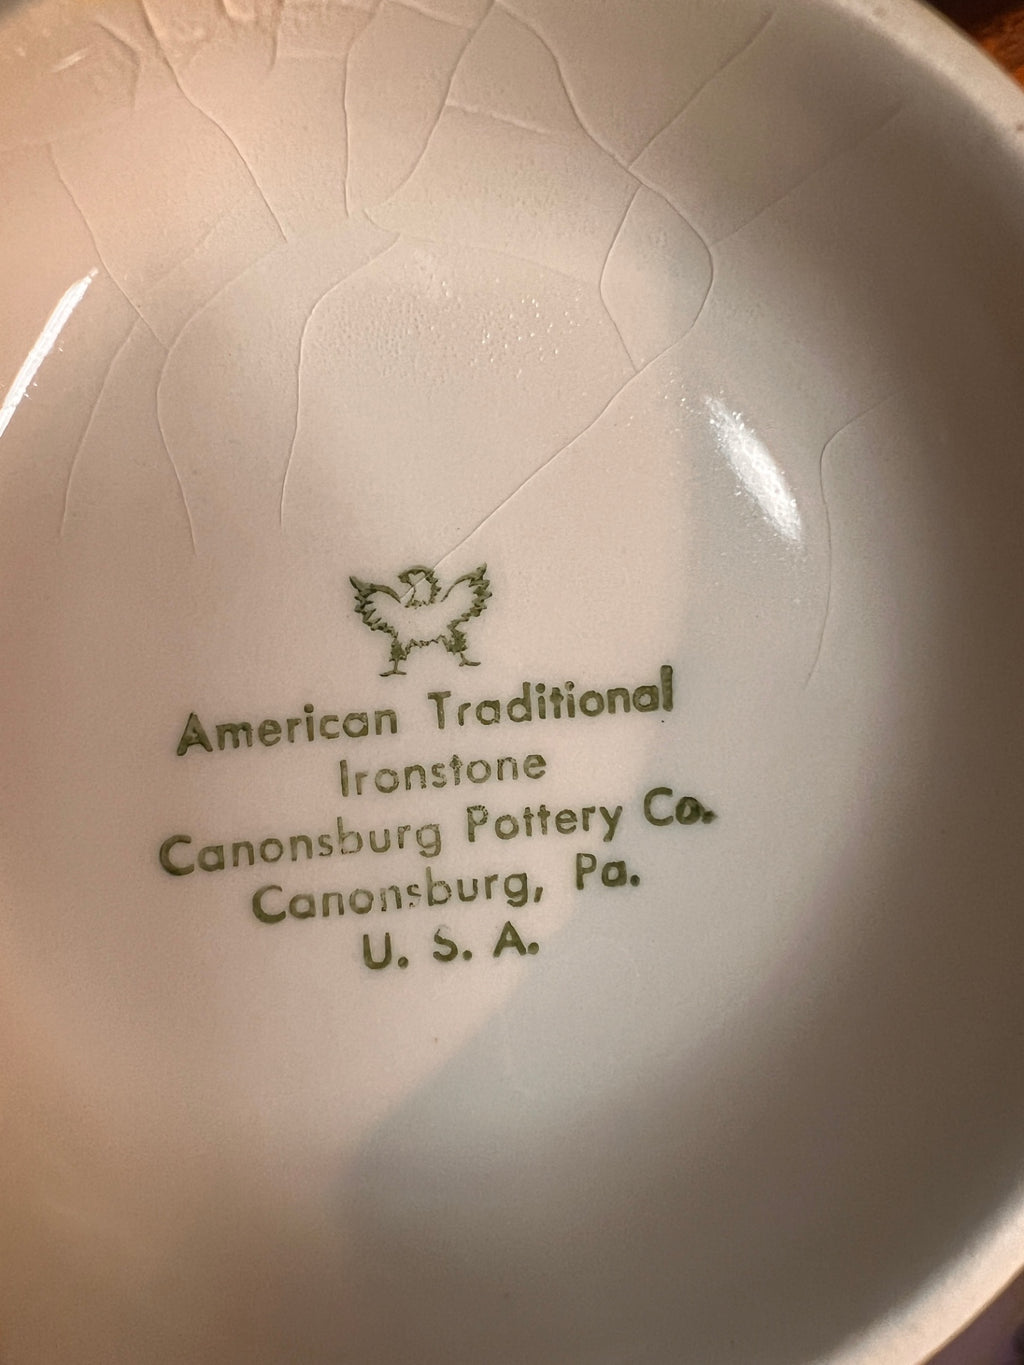 American Traditional
Ironstone
Canonsburg Pottery Co.
Canonsburg, Pa.
U. S. A.